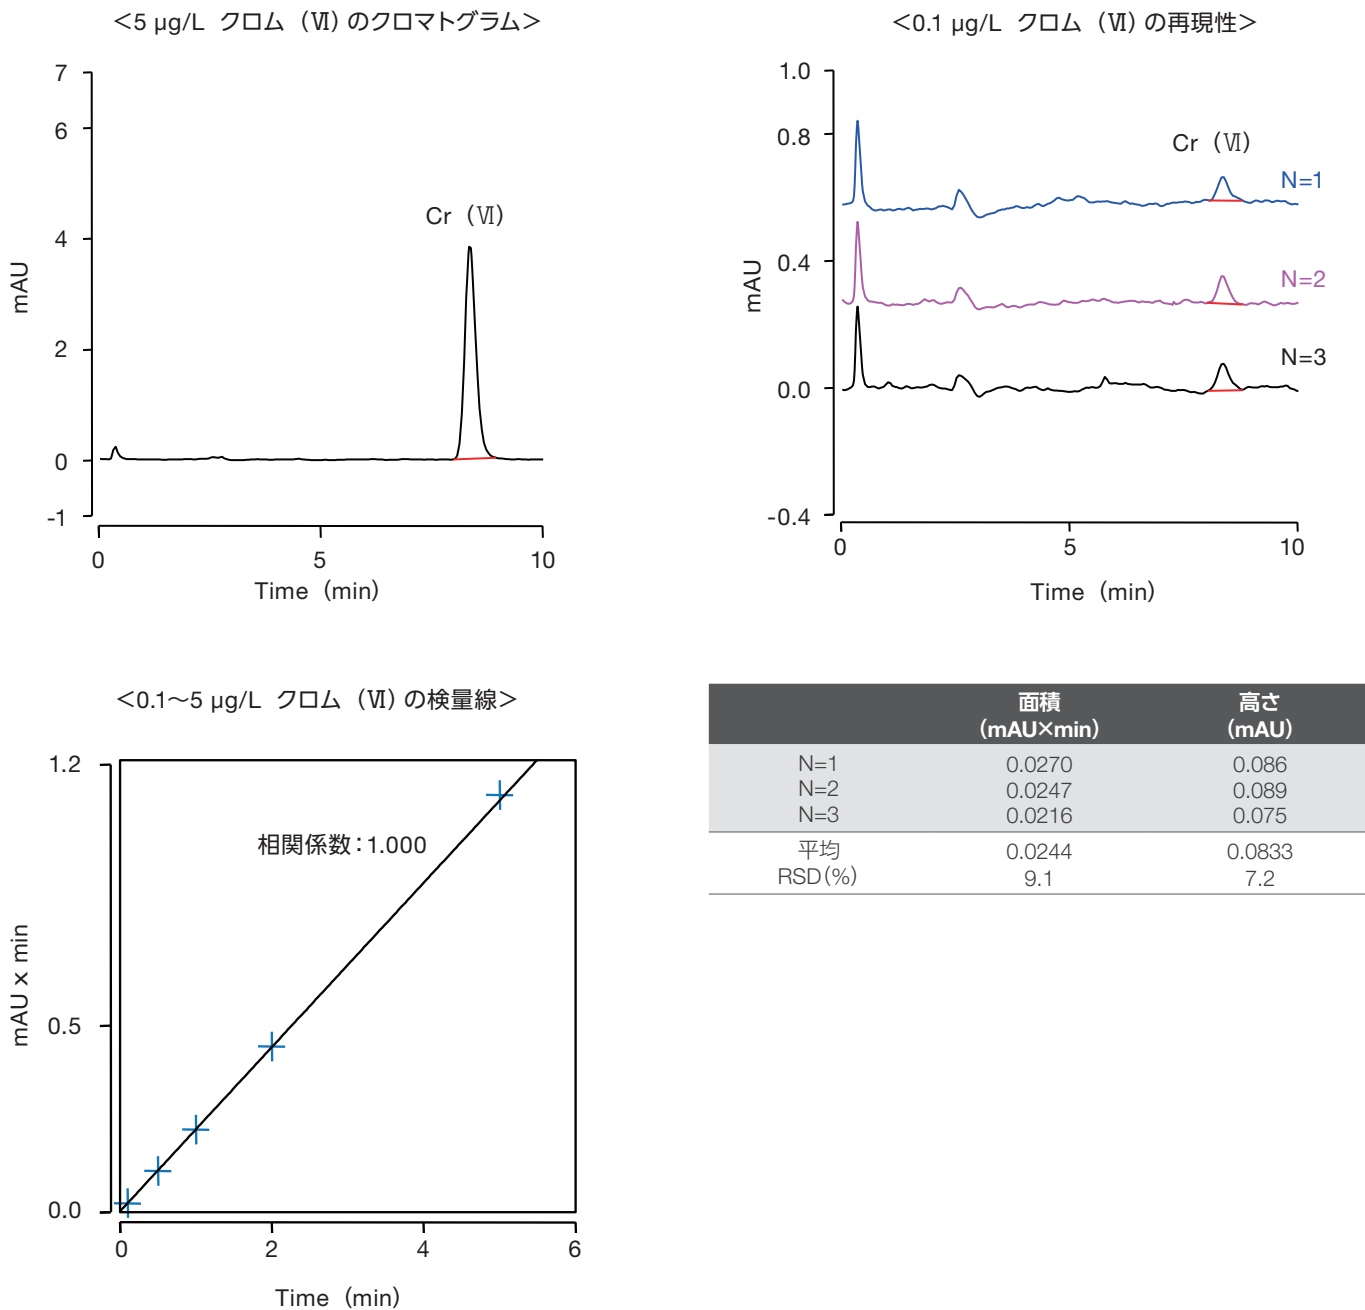 <5 µg/L クロム (Ⅵ) のクロマトグラム>
7
6
4
2
0
-1
mAU
Cr (Ⅵ)
0 5 10
Time (min)
<0.1 µg/L クロム (Ⅵ) の再現性>
1.0
0.8
0.4
0.0
-0.4
mAU
Cr (Ⅵ)
N=1
N=2
N=3
0 5 10
Time (min)
<0.1～5 µg/L クロム (Ⅵ) の検量線>
1.2
0.5
0.0
mAU x min
相関係数：1.000
0 2 4 6
Time (min)
面積 高さ
(mAU×min) (mAU)
N=1 0.0270 0.086
N=2 0.0247 0.089
N=3 0.0216 0.075
平均 0.0244 0.0833
RSD(%) 9.1 7.2